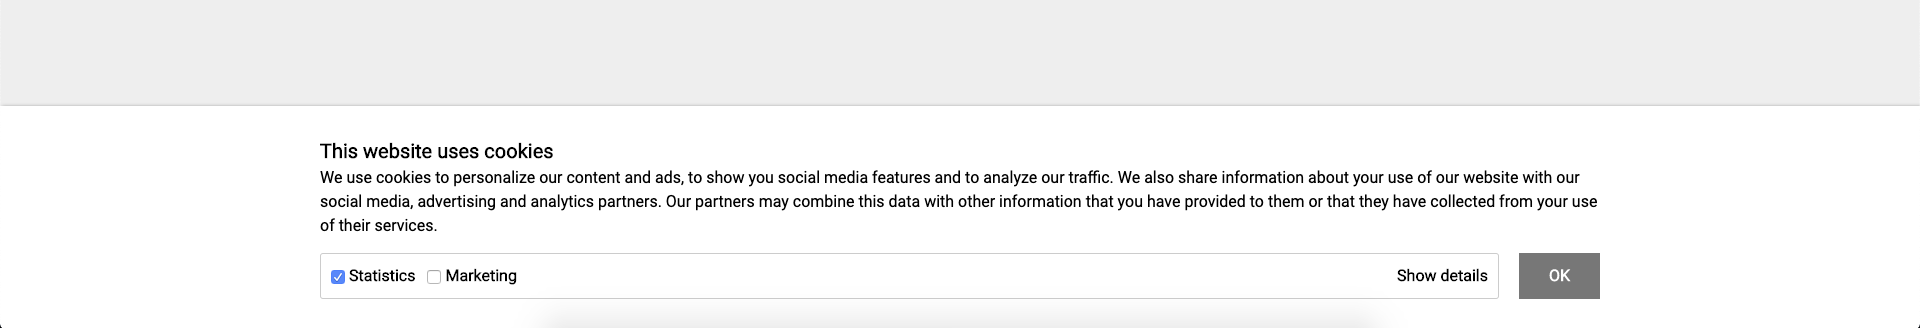 This website uses cookies
We use cookies to personalize our content and ads, to show you social media features and to analyze our traffic. We also share information about your use of our website with our
social media, advertising and analytics partners. Our partners may combine this data with other information that you have provided to them or that they have collected from your use
of their services.
Statistics Marketing Show details OK